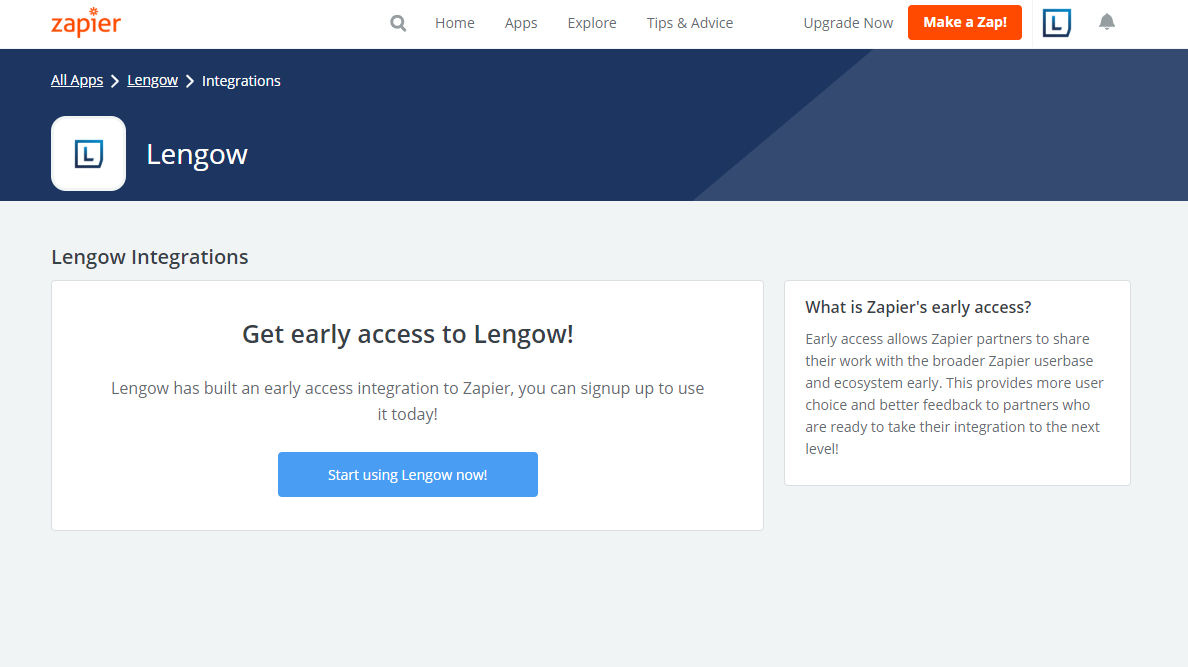 zapier
Home Apps Explore Tips & Advice Upgrade Now Make a Zap! L
All Apps Lengow Integrations
L
Lengow
Lengow Integrations
Get early access to Lengow!
Lengow has built an early access integration to Zapier, you can signup up to use
it today!
Start using Lengow now!
What is Zapier's early access?
Early access allows Zapier partners to share
their work with the broader Zapier userbase
and ecosystem early. This provides more user
choice and better feedback to partners who
are ready to take their integration to the next
level!